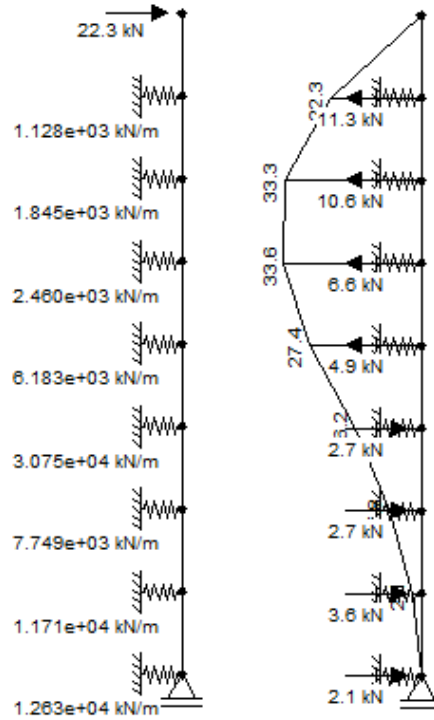 22.3 kN
1.128e+03 kN/m
1.845e+03 kN/m
2.460e+03 kN/m
6.183e+03 kN/m
3.075e+04 kN/m
7.749e+03 kN/m
1.171e+04 kN/m
1.263e+04 kN/m
22.3
11.3 kN
33.3
10.6 kN
33.6
6.6 kN
27.4
4.9 kN
2.7 kN
2.7 kN
3.6 kN
2.1 kN